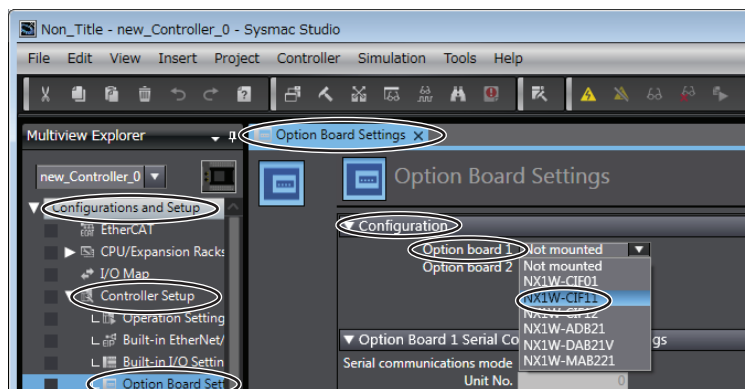 Non_Title - new_Controller_0 - Sysmac Studio
File Edit View Insert Project Controller Simulation Tools Help
Multiview Explorer
Option Board Settings
new_Controller_0
Option Board Settings
Configurations and Setup
EtherCAT
CPU/Expansion Racks
I/O Map
Controller Setup
Operation Setting
Built-in EtherNet/
Built-in I/O Settin
Option Board Sett
Configuration
Option board 1 Not mounted
Option board 2
Not mounted
NX1W-CIF01
NX1W-CIF11
NX1W-CIF12
NX1W-ADB21
NX1W-DAB21V
NX1W-MAB221
Option Board 1 Serial Co gs
Serial communications mode
Unit No. 0